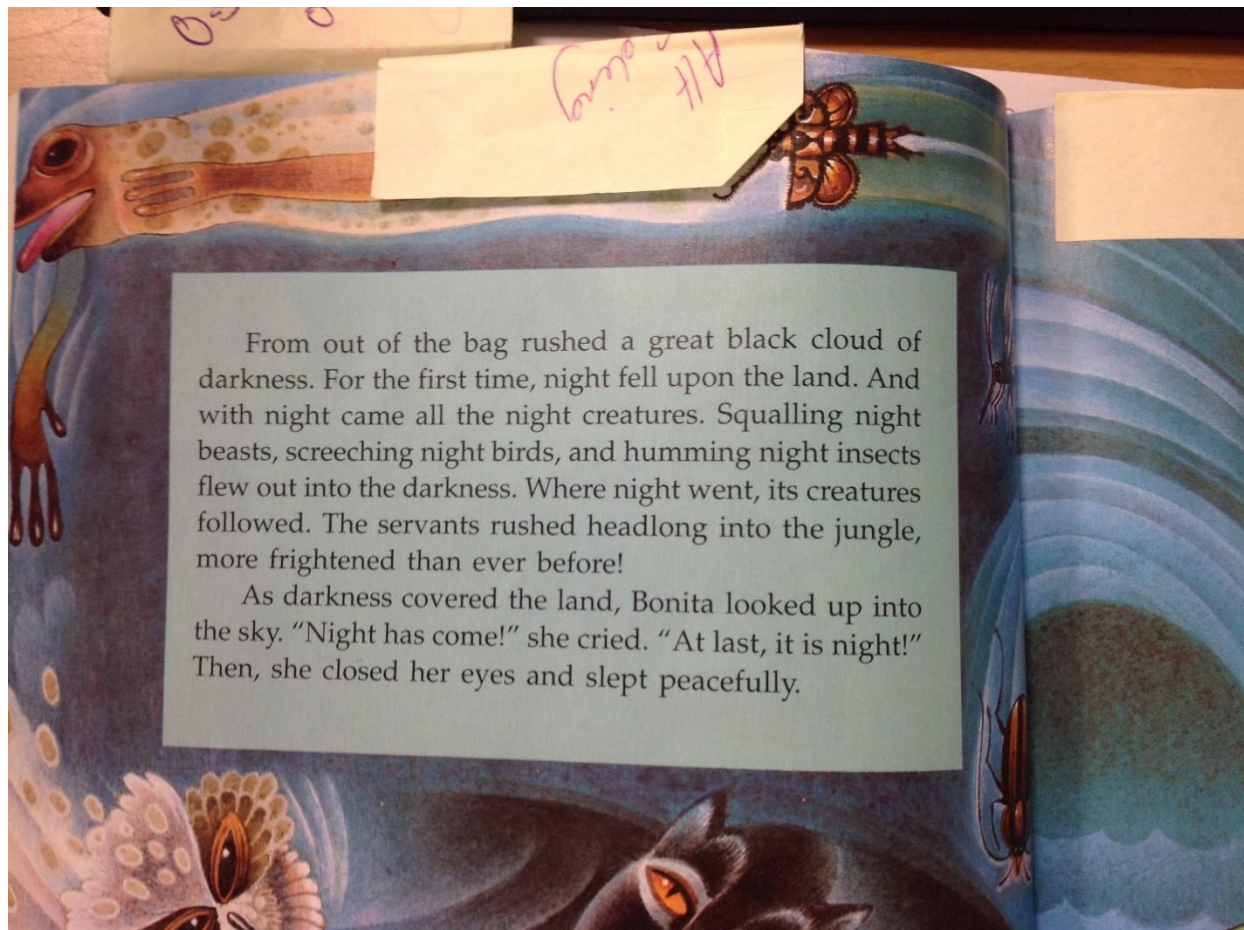 Alt
From out of the bag rushed a great black cloud of
darkness. For the first time, night fell upon the land. And
with night came all the night creatures. Squalling night
beasts, screeching night birds, and humming night insects
flew out into the darkness. Where night went, its creatures
followed. The servants rushed headlong into the jungle,
more frightened than ever before!
As darkness covered the land, Bonita looked up into
the sky. “Night has come!” she cried. “At last, it is night!”
Then, she closed her eyes and slept peacefully.